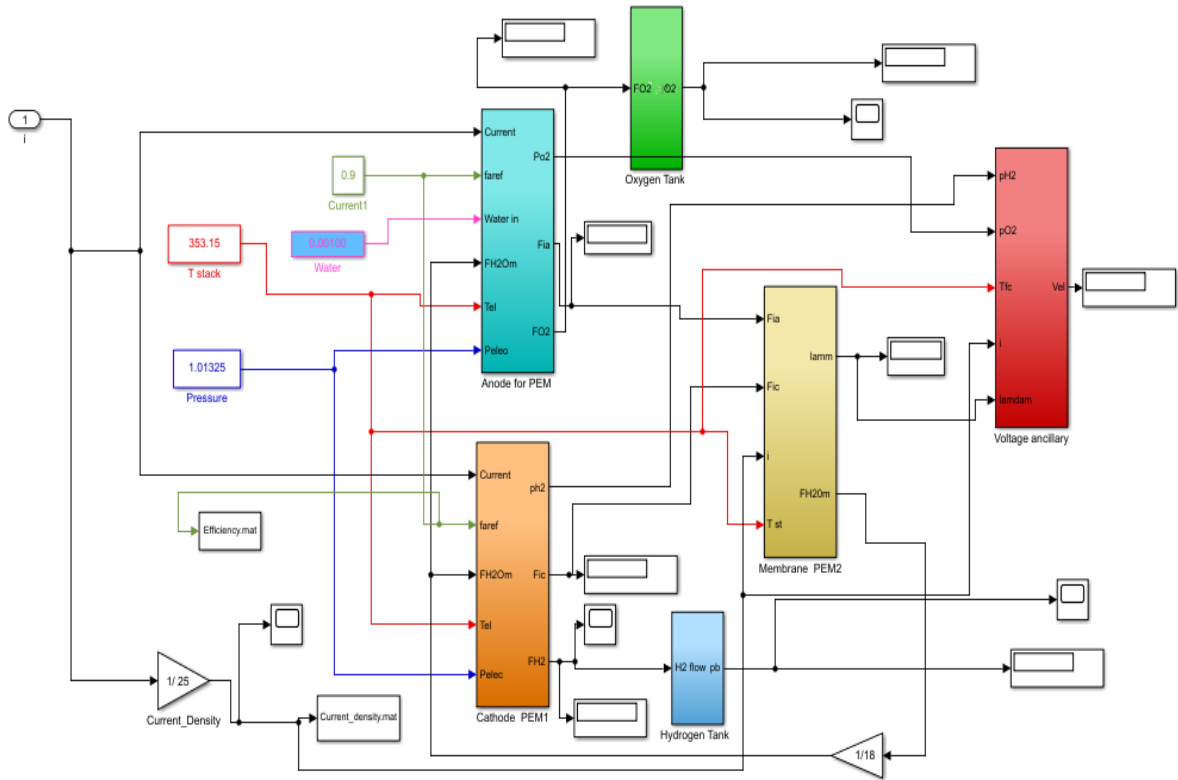 1
i
0.9
Current1
353.15
T stack
0.00100
Water
1.01325
Pressure
Current
faref
Water in
FH2Om
Tel
Peleo
Po2
Fia
FO2
Anode for PEM
FO2
O2
Oxygen Tank
pH2
pO2
Tfc
i
lamdam
Vel
Voltage ancillary
Fia
Fic
i
T st
lamm
FH20m
Membrane PEM2
Current
faref
FH2Om
Tel
Pelec
ph2
Fic
FH2
Cathode PEM1
Efficiency.mat
1/ 25
Current_Density
Current_density.mat
H2 flow pb
Hydrogen Tank
1/18